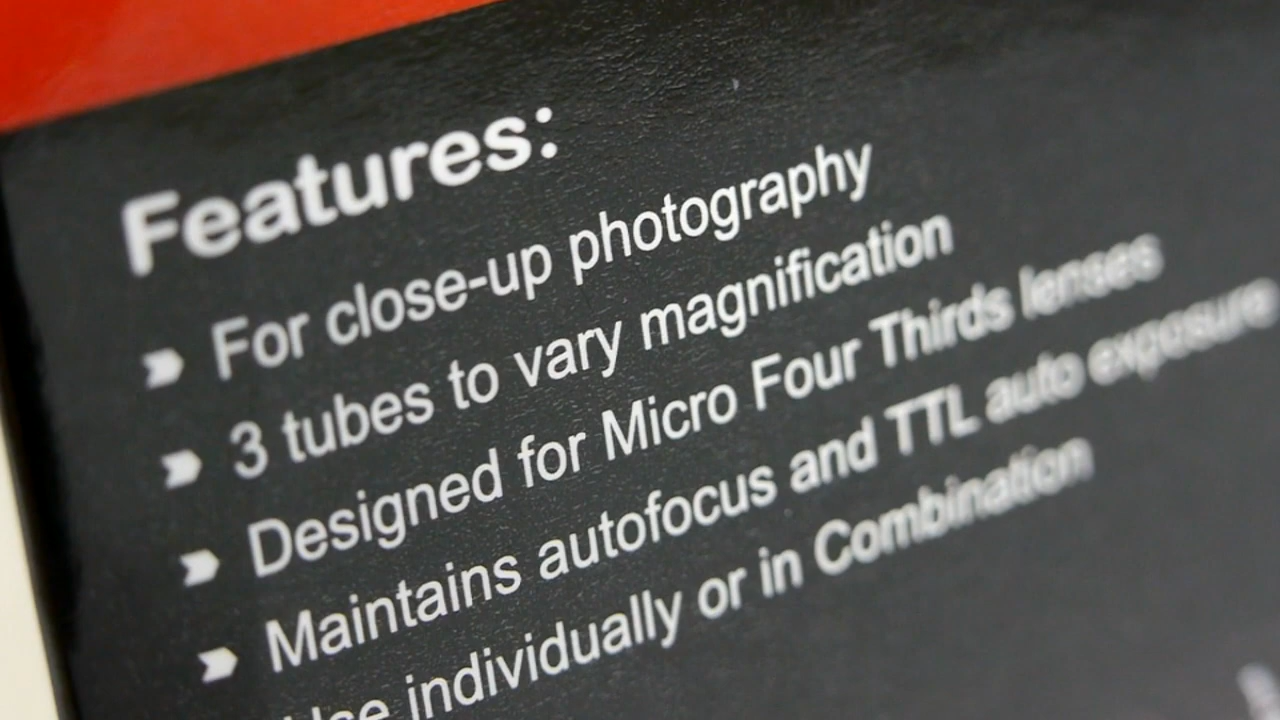 Features:
For close-up photography
3 tubes to vary magnification
Designed for Micro Four Thirds lenses
Maintains autofocus and TTL auto exposure
Use individually or in Combination